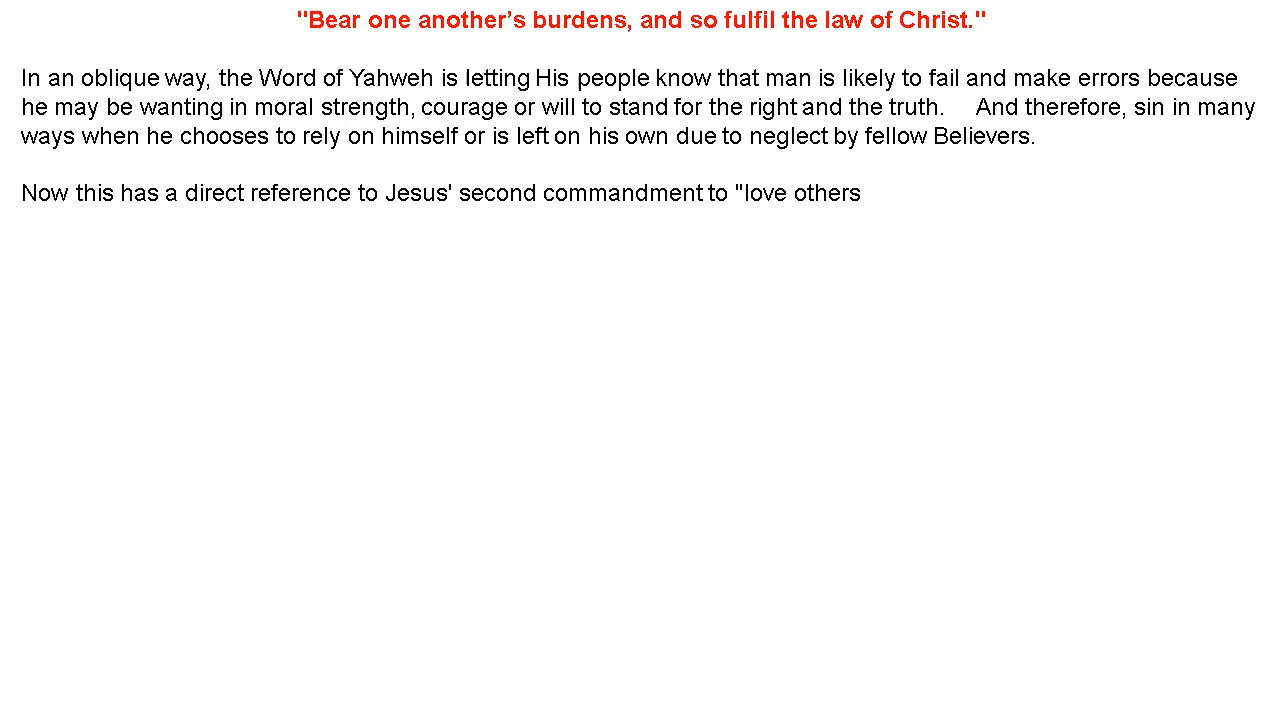 "Bear one another’s burdens, and so fulfil the law of Christ."
In an oblique way, the Word of Yahweh is letting His people know that man is likely to fail and make errors because
he may be wanting in moral strength, courage or will to stand for the right and the truth.     And therefore, sin in many
ways when he chooses to rely on himself or is left on his own due to neglect by fellow Believers.
Now this has a direct reference to Jesus' second commandment to "love others